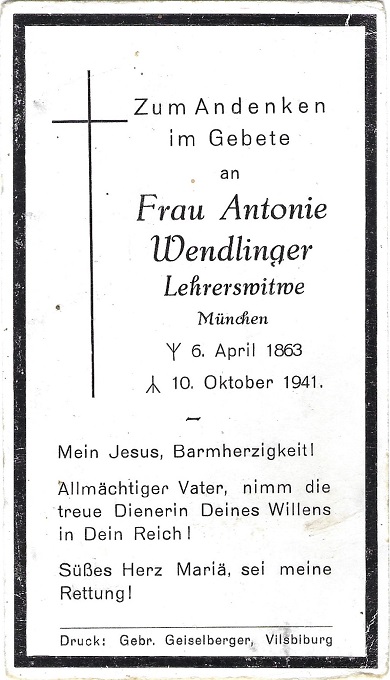 Zum Andenken
im Gebete
an
Frau Antonie
Wendlinger
Lehrerswitwe
München
ᛉ 6. April 1863
ᛦ 10. Oktober 1941.
—
Mein Jesus, Barmherzigkeit!
Allmächtiger Vater, nimm die
treue Dienerin Deines Willens
in Dein Reich!
Süßes Herz Mariä, sei meine
Rettung!
Druck: Gebr. Geiselberger, Vilsbiburg